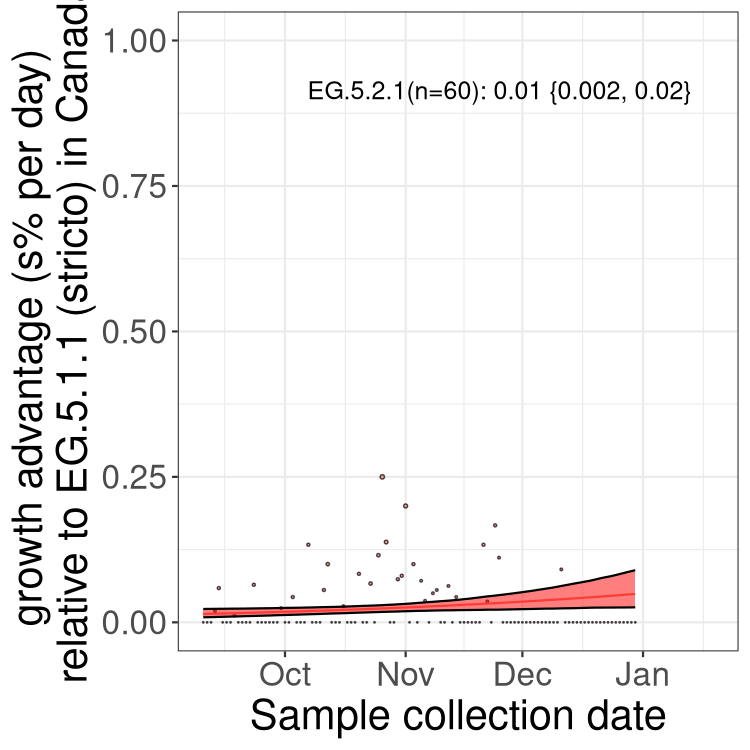 growth advantage (s% per day)
relative to EG.5.1.1 (stricto) in Canada
1.00
0.75
0.50
0.25
0.00
EG.5.2.1(n=60): 0.01 {0.002, 0.02}
Oct Nov Dec Jan
Sample collection date